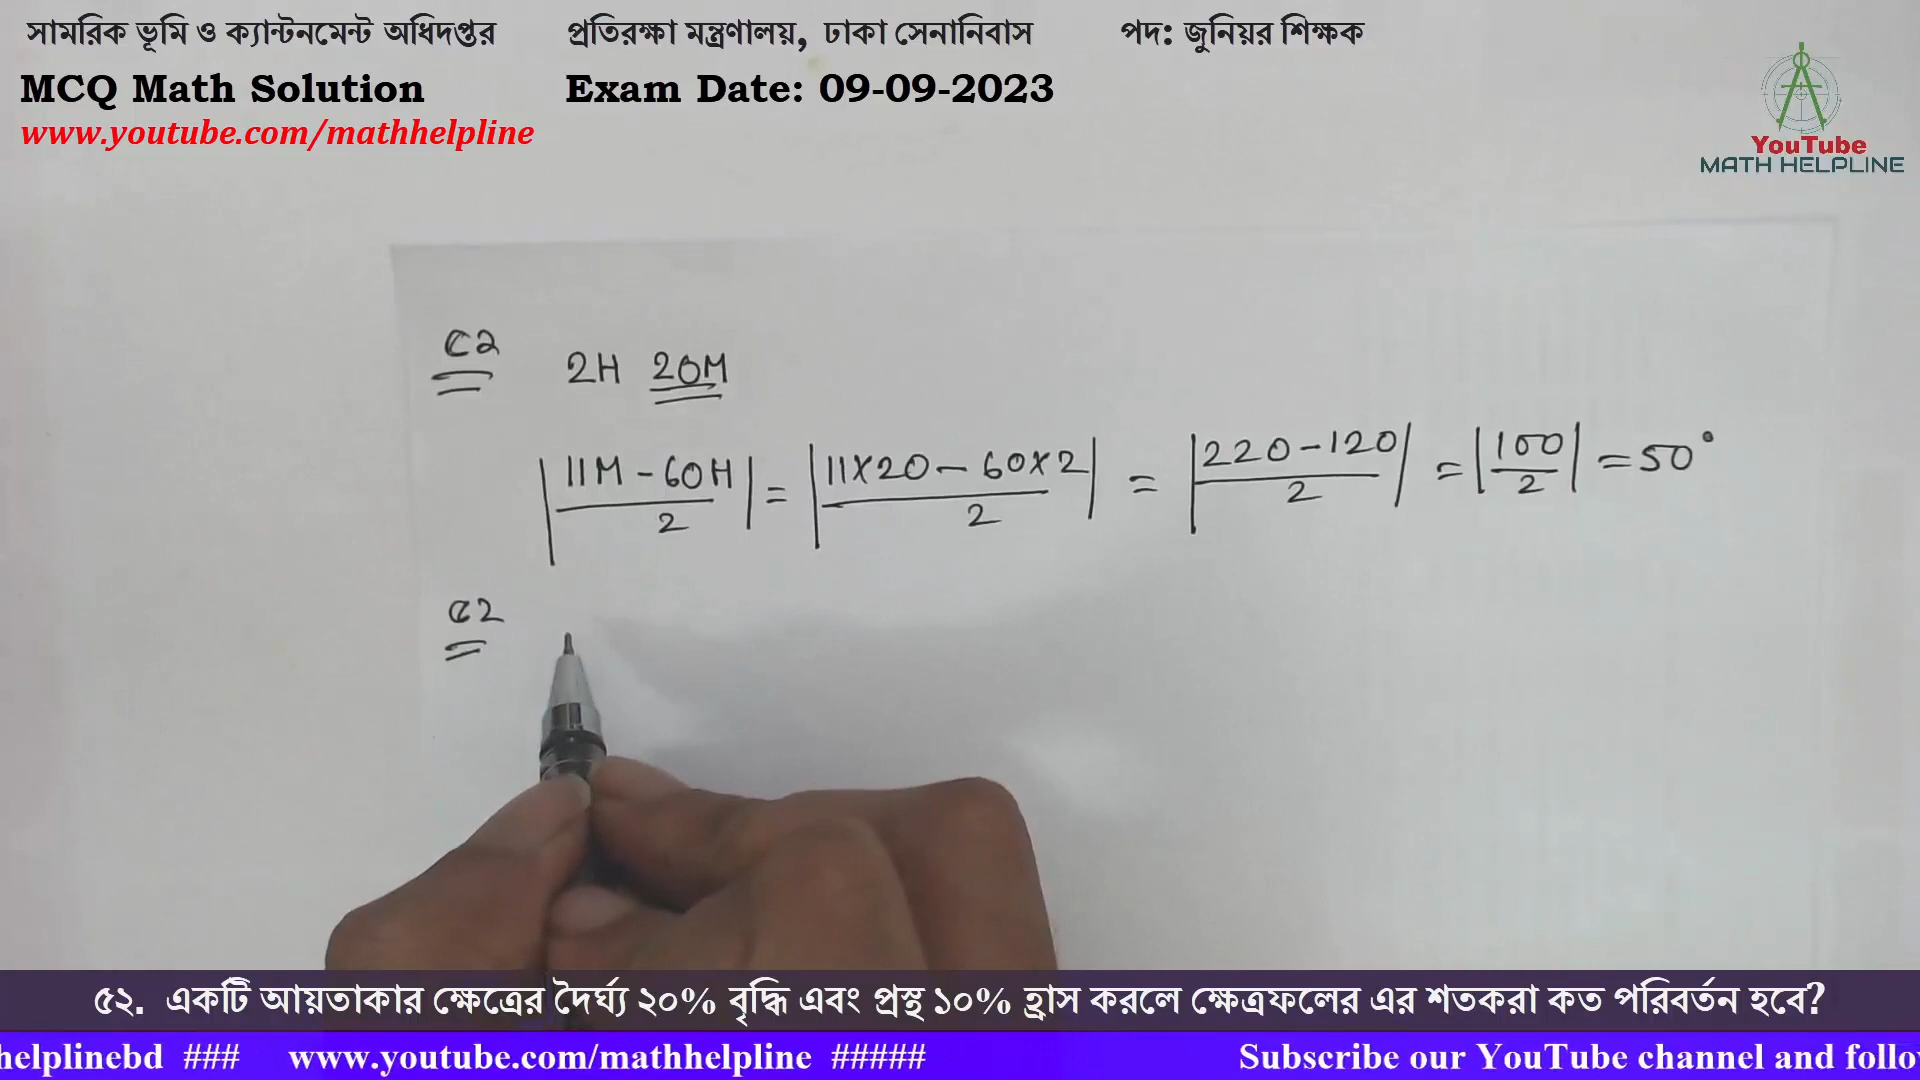 সামরিক ভূমি ও ক্যান্টনমেন্ট অধিদপ্তর প্রতিরক্ষা মন্ত্রণালয়, ঢাকা সেনানিবাস পদ: জুনিয়র শিক্ষক
MCQ Math Solution Exam Date: 09-09-2023
www.youtube.com/mathhelpline
YouTube
MATH HELPLINE
৫২ 2H 20M
|11M - 60H / 2| = |11×20 - 60×2 / 2| = |220 - 120 / 2| = |100 / 2| = 50°
৫২
৫২. একটি আয়তাকার ক্ষেত্রের দৈর্ঘ্য ২০% বৃদ্ধি এবং প্রস্থ ১০% হ্রাস করলে ক্ষেত্রফলের এর শতকরা কত পরিবর্তন হবে?
helplinebd ### www.youtube.com/mathhelpline ##### Subscribe our YouTube channel and follo